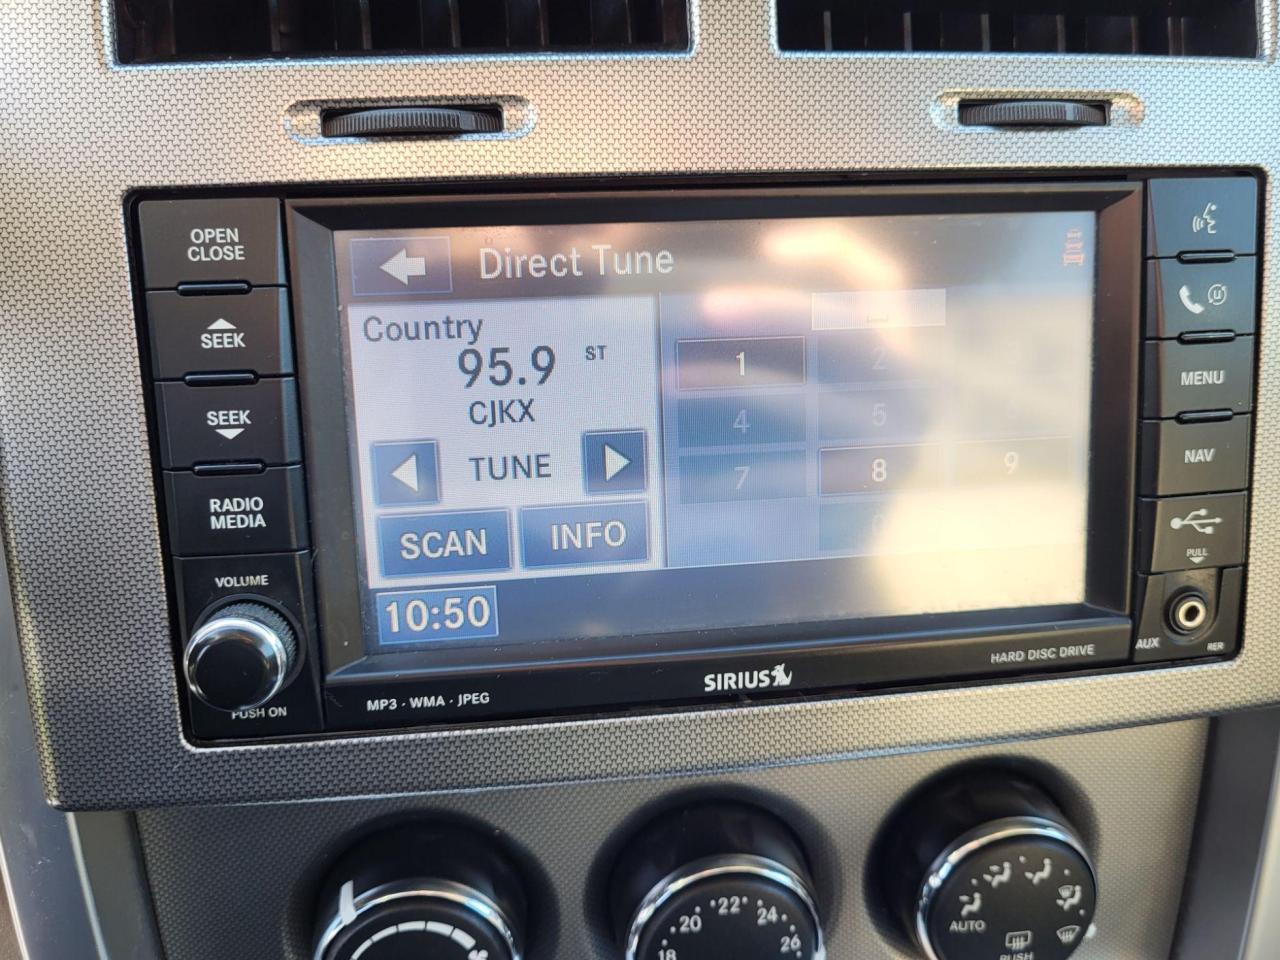 OPEN
CLOSE
SEEK
SEEK
RADIO
MEDIA
VOLUME
PUSH ON
Direct Tune
Country
95.9 ST
CJKX
TUNE
SCAN INFO
10:50
1 2
4 5
7 8 9
MENU
NAV
PULL
AUX
RER
MP3 · WMA · JPEG
SIRIUS
HARD DISC DRIVE
18 20 22 24 26
AUTO
PUSH